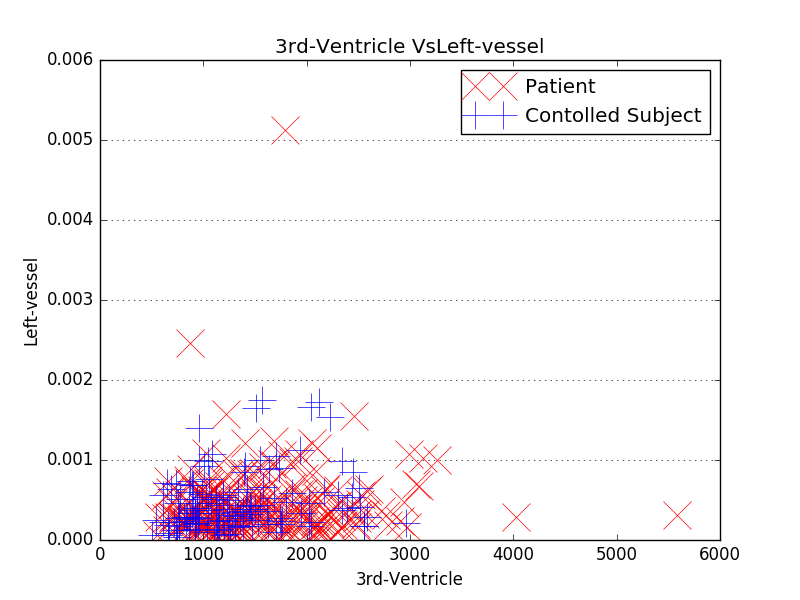 3rd-Ventricle VsLeft-vessel
Patient
Contolled Subject
0.006
0.005
0.004
0.003
0.002
0.001
0.000
Left-vessel
0
1000
2000
3000
4000
5000
6000
3rd-Ventricle